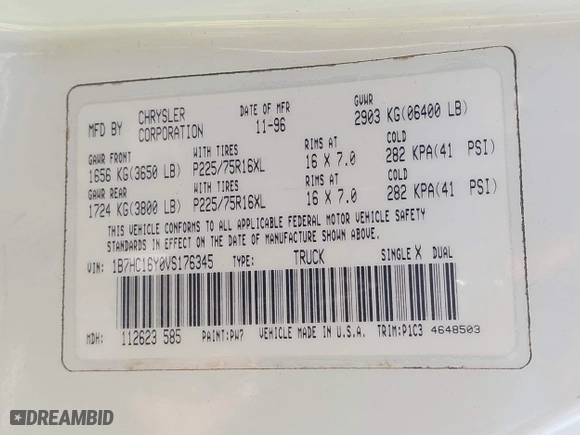 MFD BY CHRYSLER CORPORATION DATE OF MFR 11-96 GVWR 2903 KG(06400 LB)
GAWR FRONT WITH TIRES RIMS AT COLD
1656 KG(3650 LB) P225/75R16XL 16 X 7.0 282 KPA(41 PSI)
GAWR REAR WITH TIRES RIMS AT COLD
1724 KG(3800 LB) P225/75R16XL 16 X 7.0 282 KPA(41 PSI)
THIS VEHICLE CONFORMS TO ALL APPLICABLE FEDERAL MOTOR VEHICLE SAFETY
STANDARDS IN EFFECT ON THE DATE OF MANUFACTURE SHOWN ABOVE.
VIN: 1B7HC16Y0VS176345 TYPE: TRUCK SINGLE X DUAL
MDH: 112623 585 PAINT:PW7 VEHICLE MADE IN U.S.A. TRIM:P1C3 4648503
DREAMBID